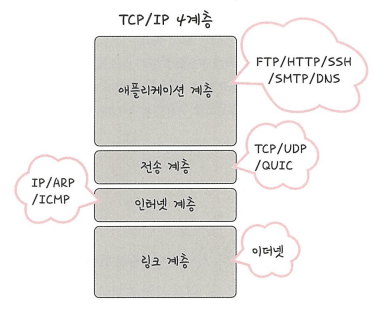 TCP/IP 4계층
애플리케이션 계층
FTP/HTTP/SSH
/SMTP/DNS
전송 계층
TCP/UDP
/QUIC
IP/ARP
/ICMP
인터넷 계층
링크 계층
이더넷